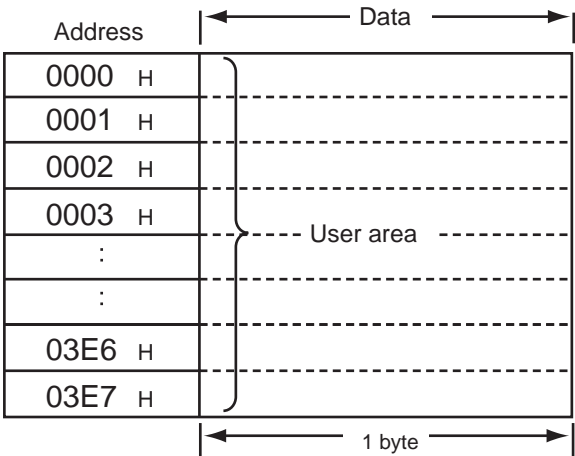 Data
Address
0000 H
0001 H
0002 H
0003 H
User area
:
:
03E6 H
03E7 H
1 byte